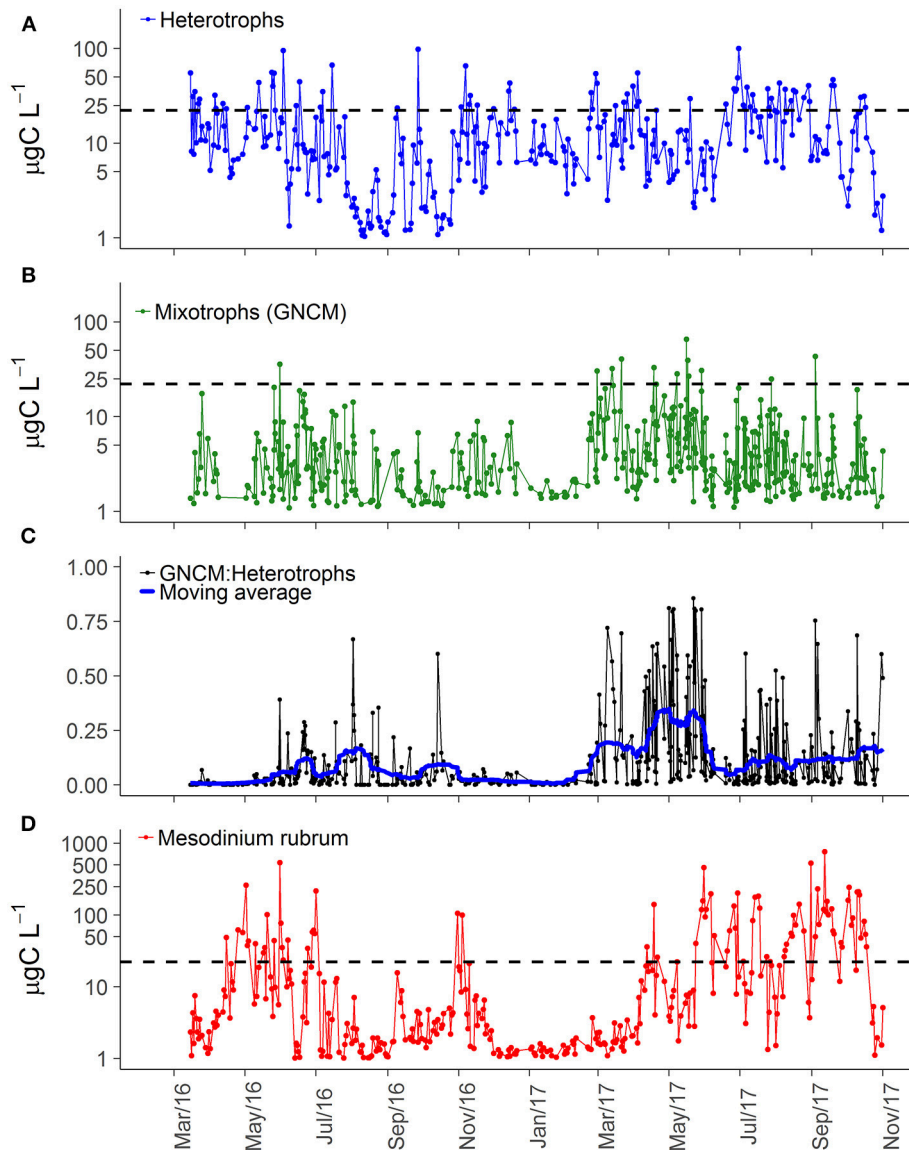 A
Heterotrophs
100
50
25
10
5
1
µgC L⁻¹
B
Mixotrophs (GNCM)
100
50
25
10
5
1
µgC L⁻¹
C
1.00
GNCM:Heterotrophs
Moving average
0.75
0.50
0.25
0.00
D
Mesodinium rubrum
1000
500
250
100
50
10
1
µgC L⁻¹
Mar/16
May/16
Jul/16
Sep/16
Nov/16
Jan/17
Mar/17
May/17
Jul/17
Sep/17
Nov/17